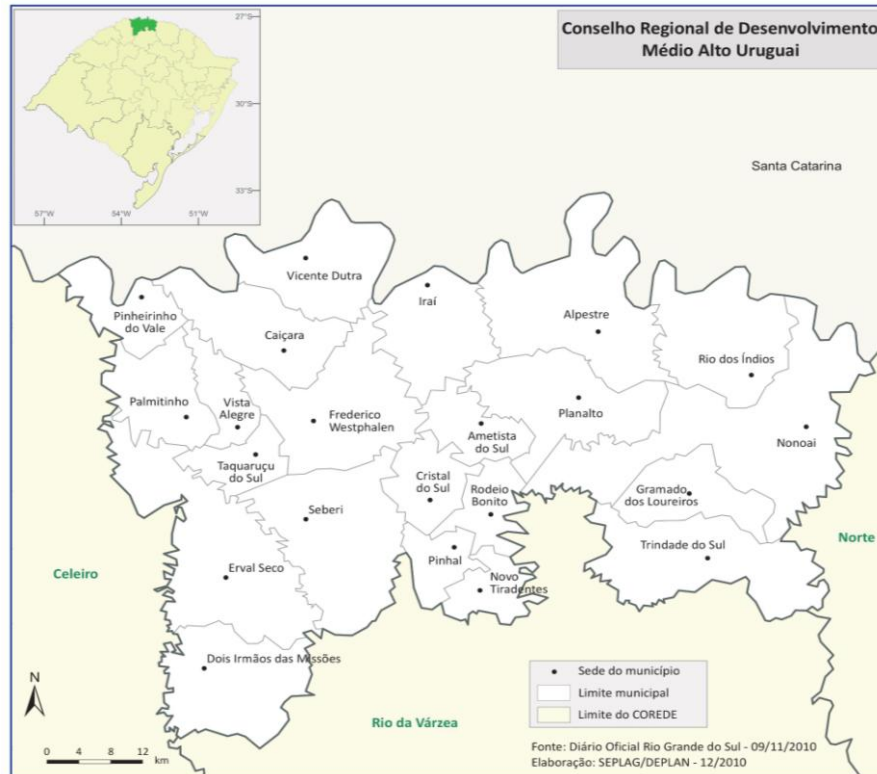 Conselho Regional de Desenvolvimento
Médio Alto Uruguai
27°S
30°S
33°S
57°W
54°W
51°W
Santa Catarina
Vicente Dutra
Iraí
Pinheirinho
do Vale
Alpestre
Caiçara
Rio dos Índios
Palmitinho
Vista
Alegre
Frederico
Westphalen
Planalto
Ametista
do Sul
Nonoai
Taquaruçu
do Sul
Cristal
do Sul
Rodeio
Bonito
Gramado
dos Loureiros
Seberi
Norte
Trindade do Sul
Pinhal
Celeiro
Erval Seco
Novo
Tiradentes
Dois Irmãos das Missões
N
Sede do município
Limite municipal
Limite do COREDE
Rio da Várzea
0 4 8 12
km
Fonte: Diário Oficial Rio Grande do Sul - 09/11/2010
Elaboração: SEPLAG/DEPLAN - 12/2010